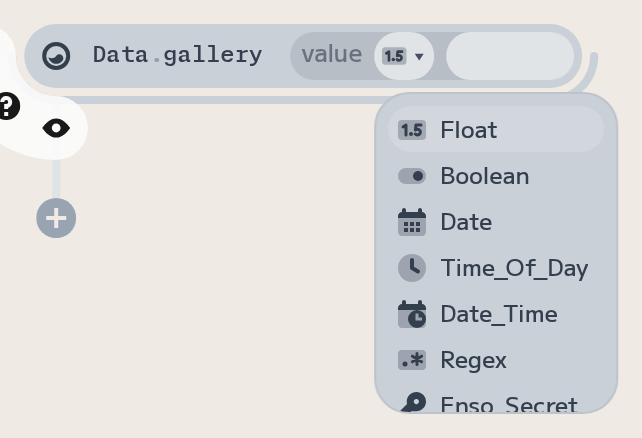 Data.gallery value 1.5
?
1.5 Float
Boolean
Date
Time_Of_Day
Date_Time
.* Regex
Enso_Secret